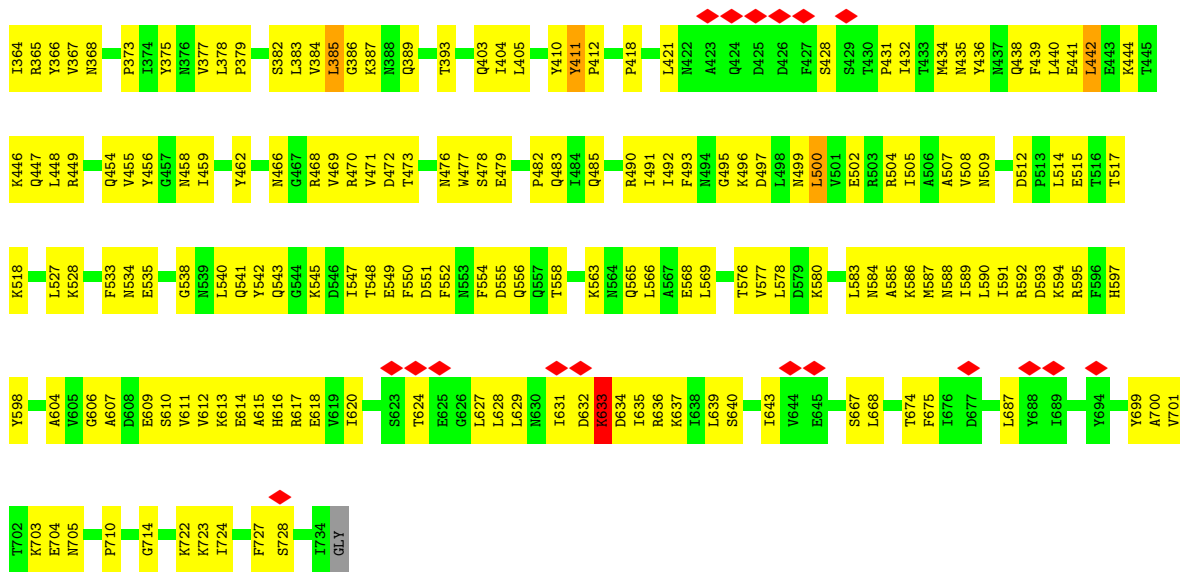 I364 R365 Y366 V367 N368 P373 I374 Y375 N376 V377 L378 P379 S382 L383 V384 L385 G386 K387 N388 Q389 T393 Q403 I404 L405 Y410 Y411 P412 P418 L421 N422 A423 Q424 D425 D426 F427 S428 S429 T430 P431 I432 T433 M434 N435 Y436 N437 Q438 F439 L440 E441 L442 E443 K444 T445
K446 Q447 L448 R449 Q454 V455 Y456 G457 N458 I459 Y462 N466 G467 R468 V469 R470 V471 D472 T473 N476 W477 S478 E479 P482 Q483 I484 Q485 R490 I491 I492 F493 N494 G495 K496 D497 L498 N499 L500 V501 E502 R503 R504 I505 A506 A507 V508 N509 D512 P513 L514 E515 T516 T517
K518 L527 K528 F533 N534 E535 G538 N539 L540 Q541 Y542 Q543 G544 K545 D546 I547 T548 E549 F550 D551 F552 N553 F554 D555 Q556 Q557 T558 K563 N564 Q565 L566 A567 E568 L569 T576 V577 L578 D579 K580 L583 N584 A585 K586 M587 N588 I589 L590 I591 R592 D593 K594 R595 F596 H597
Y598 A604 V605 G606 A607 D608 E609 S610 V611 V612 K613 E614 A615 H616 R617 E618 V619 I620 S623 T624 E625 G626 L627 L628 L629 N630 I631 D632 K633 D634 I635 R636 K637 I638 L639 S640 I643 V644 E645 S667 L668 T674 F675 I676 D677 L687 Y688 I689 Y694 Y699 A700 V701
T702 K703 E704 N705 P710 G714 K722 K723 I724 F727 S728 I734 GLY